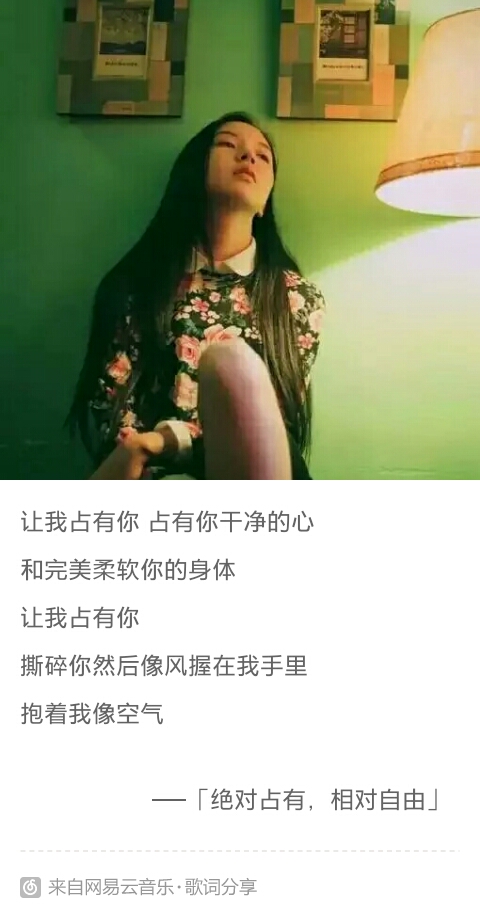 让我占有你 占有你干净的心
和完美柔软你的身体
让我占有你
撕碎你然后像风握在我手里
抱着我像空气
——「绝对占有，相对自由」
来自网易云音乐·歌词分享